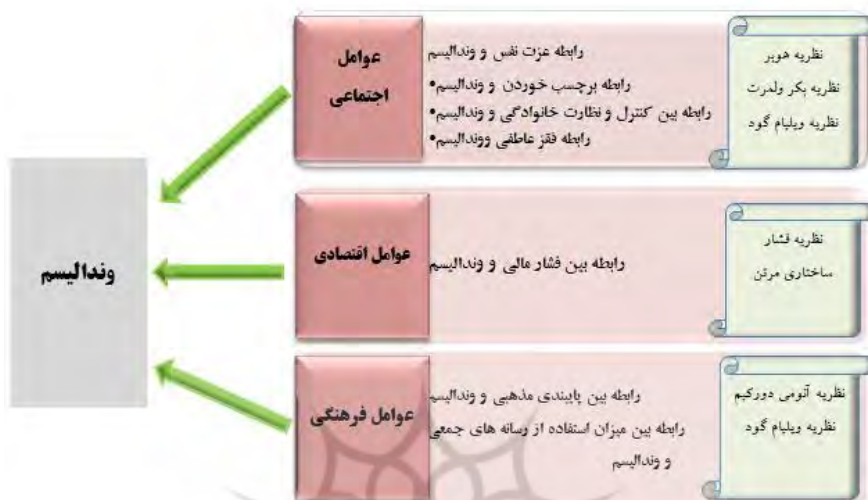 نظریه هوبر
نظریه بکر ولمرت
نظریه ویلیام گود
رابطه عزت نفس و وندالیسم
رابطه برچسب خوردن و وندالیسم•
رابطه بین کنترل و نظارت خانوادگی و وندالیسم•
رابطه فقز عاطفی ووندالیسم•
عوامل
اجتماعی
نظریه فشار
ساختاری مرتن
رابطه بین فشار مالی و وندالیسم
عوامل اقتصادی
وندالیسم
نظریه آنومی دورکیم
نظریه ویلیام گود
رابطه بین پایبندی مذهبی و وندالیسم
رابطه بین میزان استفاده از رسانه های جمعی
و وندالیسم
عوامل فرهنگی